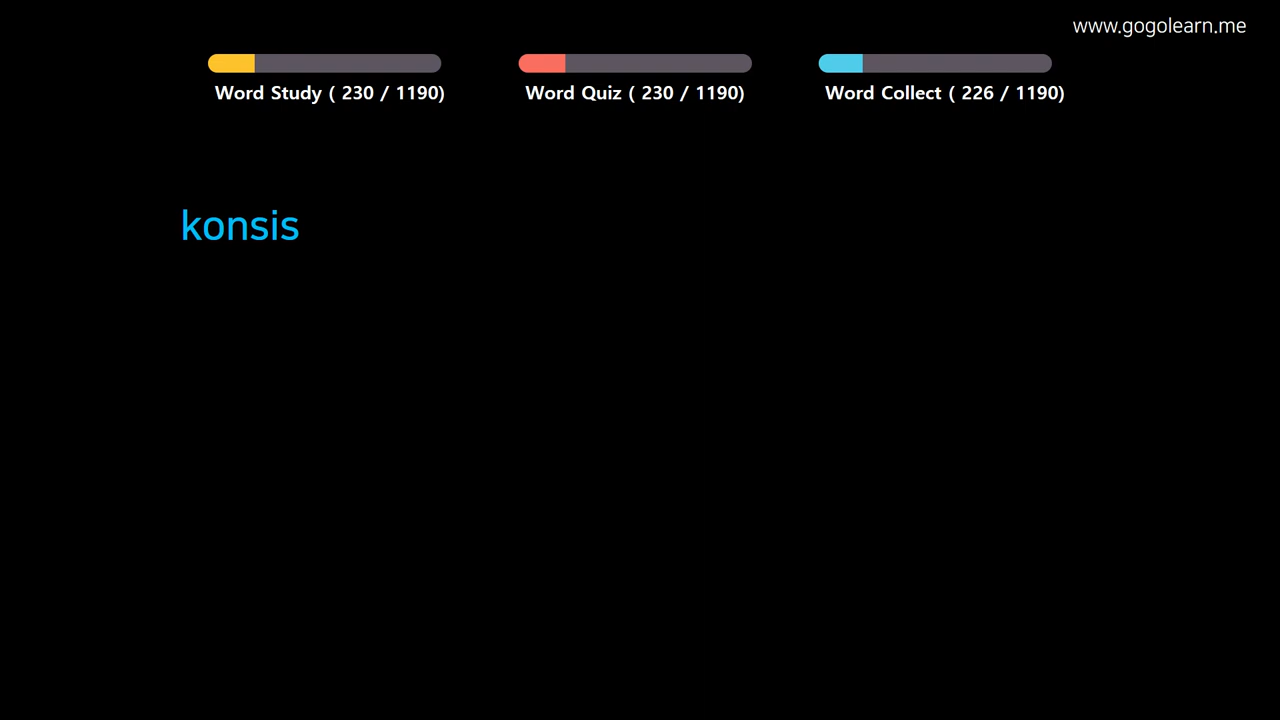 www.gogolearn.me
Word Study ( 230 / 1190)
Word Quiz ( 230 / 1190)
Word Collect ( 226 / 1190)
konsis